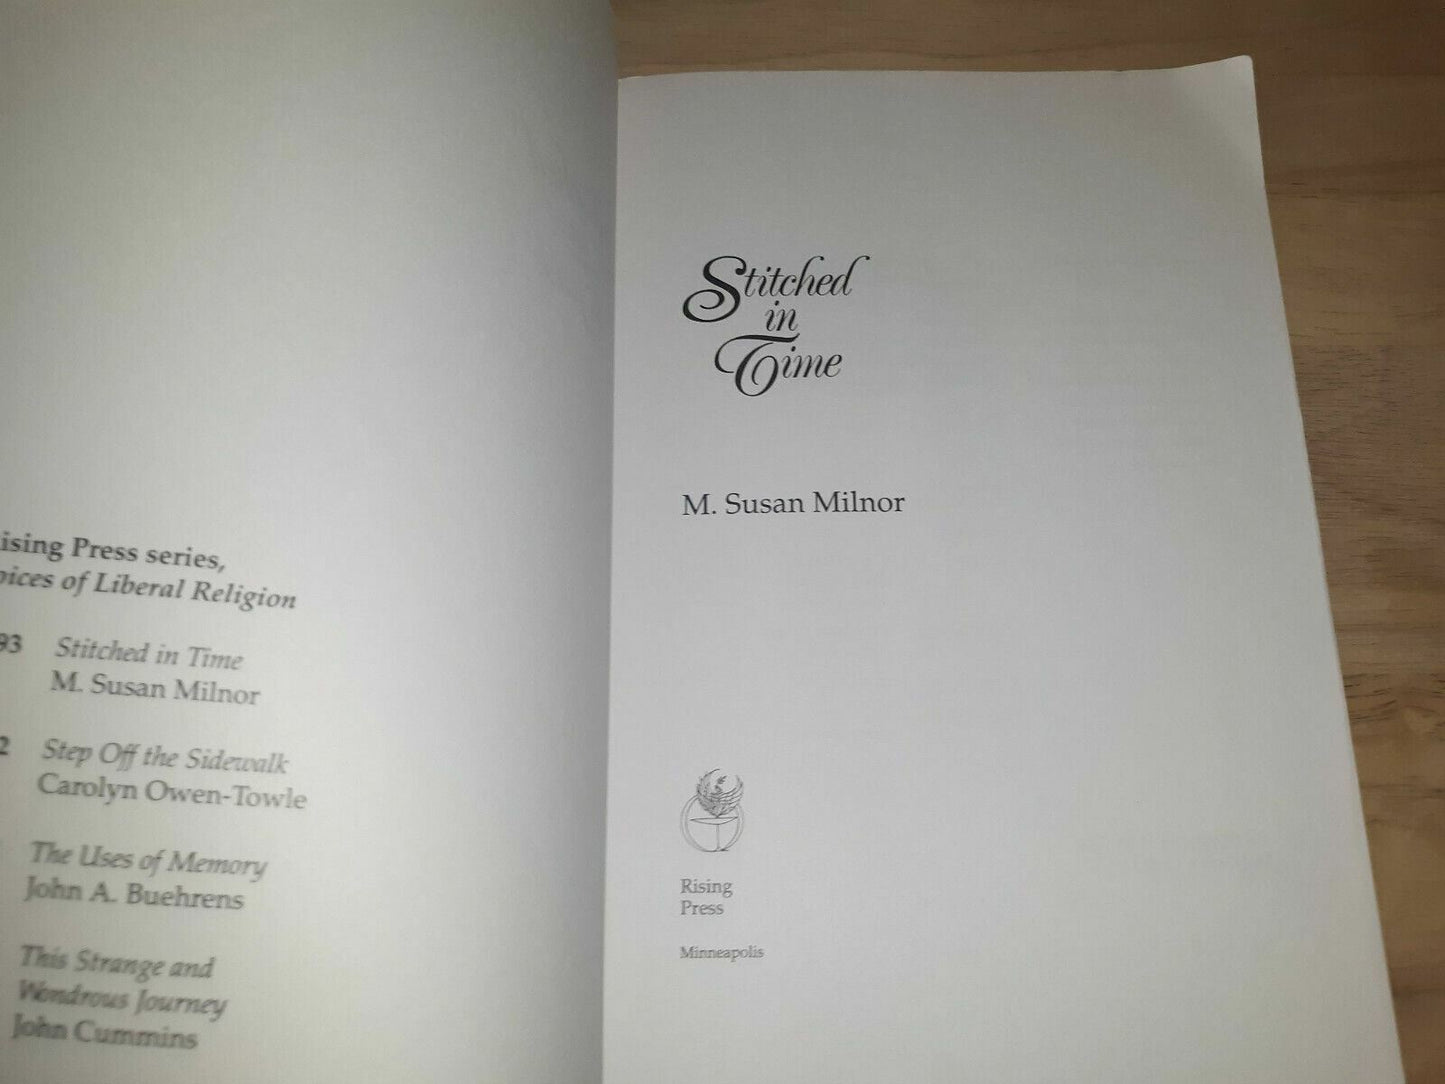 ising Press series,
oices of Liberal Religion
93 Stitched in Time
M. Susan Milnor
2 Step Off the Sidewalk
Carolyn Owen-Towle
The Uses of Memory
John A. Buehrens
This Strange and
Wondrous Journey
John Cummins
Stitched
in
Time
M. Susan Milnor
Rising
Press
Minneapolis